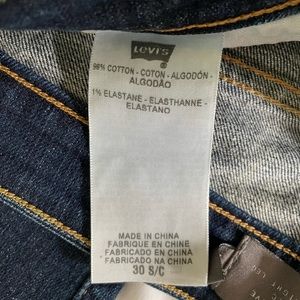 Levi's
98% COTTON - COTON - ALGODÓN -
ALGODÃO
1% ELASTANE - ELASTHANNE -
ELASTANO
MADE IN CHINA
FABRIQUE EN CHINE
FABRICADO EN CHINA
FABRICADO NA CHINA
30 S/C